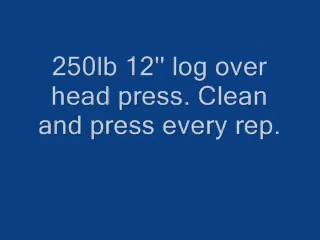 250lb 12" log over
head press. Clean
and press every rep.